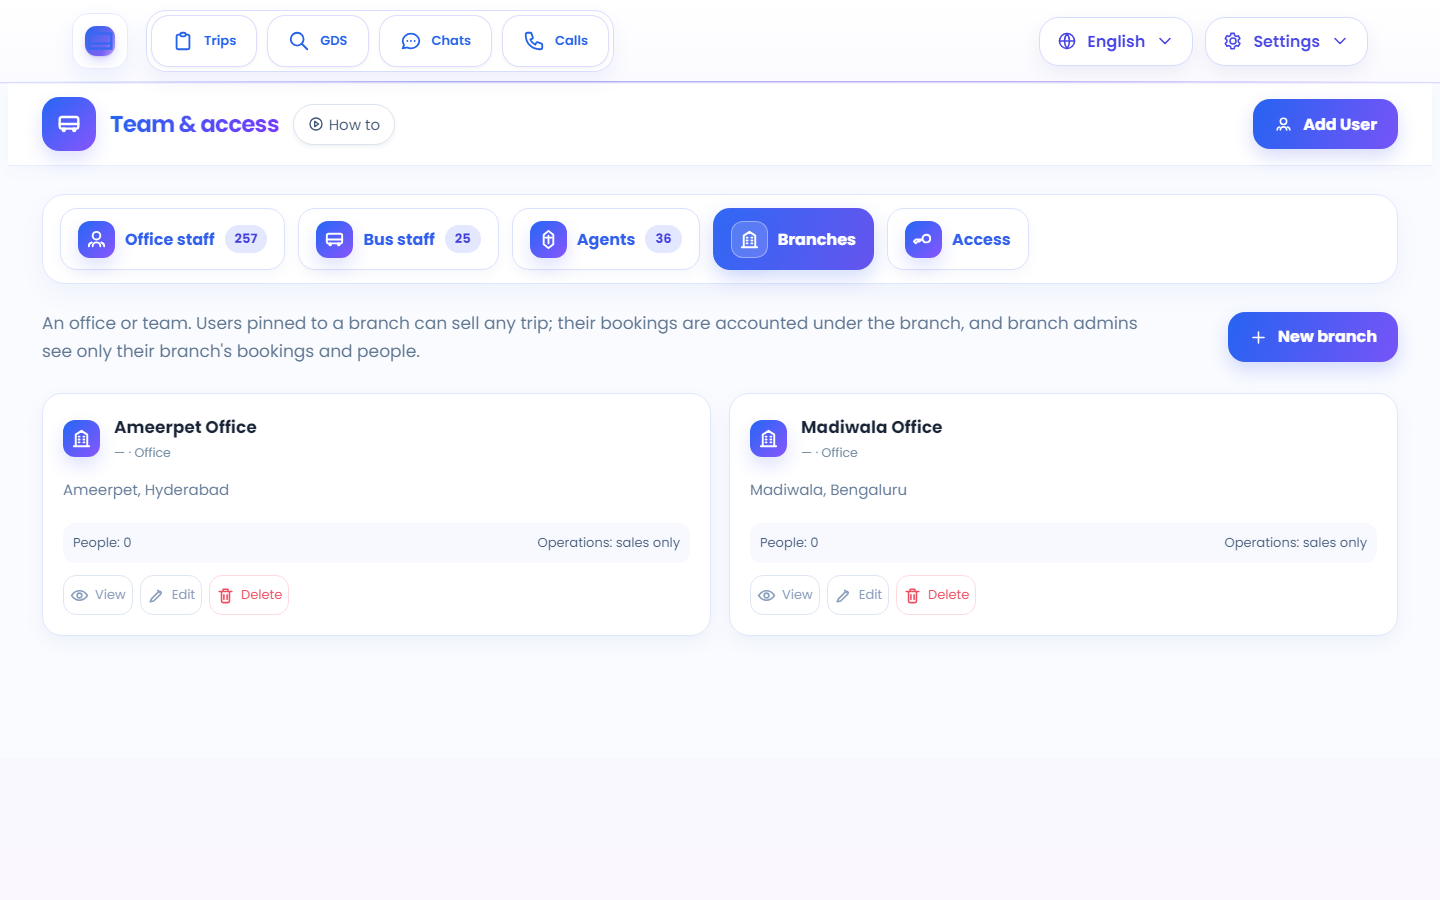 Trips
GDS
Chats
Calls
English
Settings
Team & access
How to
Add User
Office staff 257
Bus staff 25
Agents 36
Branches
Access
An office or team. Users pinned to a branch can sell any trip; their bookings are accounted under the branch, and branch admins
see only their branch's bookings and people.
New branch
Ameerpet Office
— · Office
Ameerpet, Hyderabad
People: 0
Operations: sales only
View
Edit
Delete
Madiwala Office
— · Office
Madiwala, Bengaluru
People: 0
Operations: sales only
View
Edit
Delete